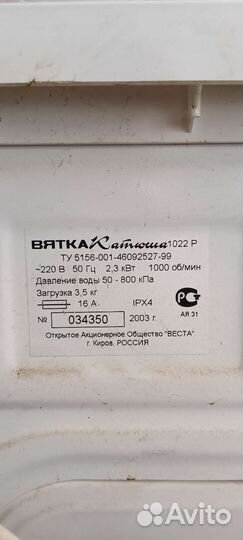 ВЯТКА Катюша 1022 Р
ТУ 5156-001-46092527-99
~220 В 50 Гц 2,3 кВт 1000 об/мин
Давление воды 50 - 800 кПа
Загрузка 3,5 кг
16 А IPX4
№ 034350 2003 г.
РСТ
АЯ 31
Открытое Акционерное Общество "ВЕСТА"
г. Киров, РОССИЯ
Avito